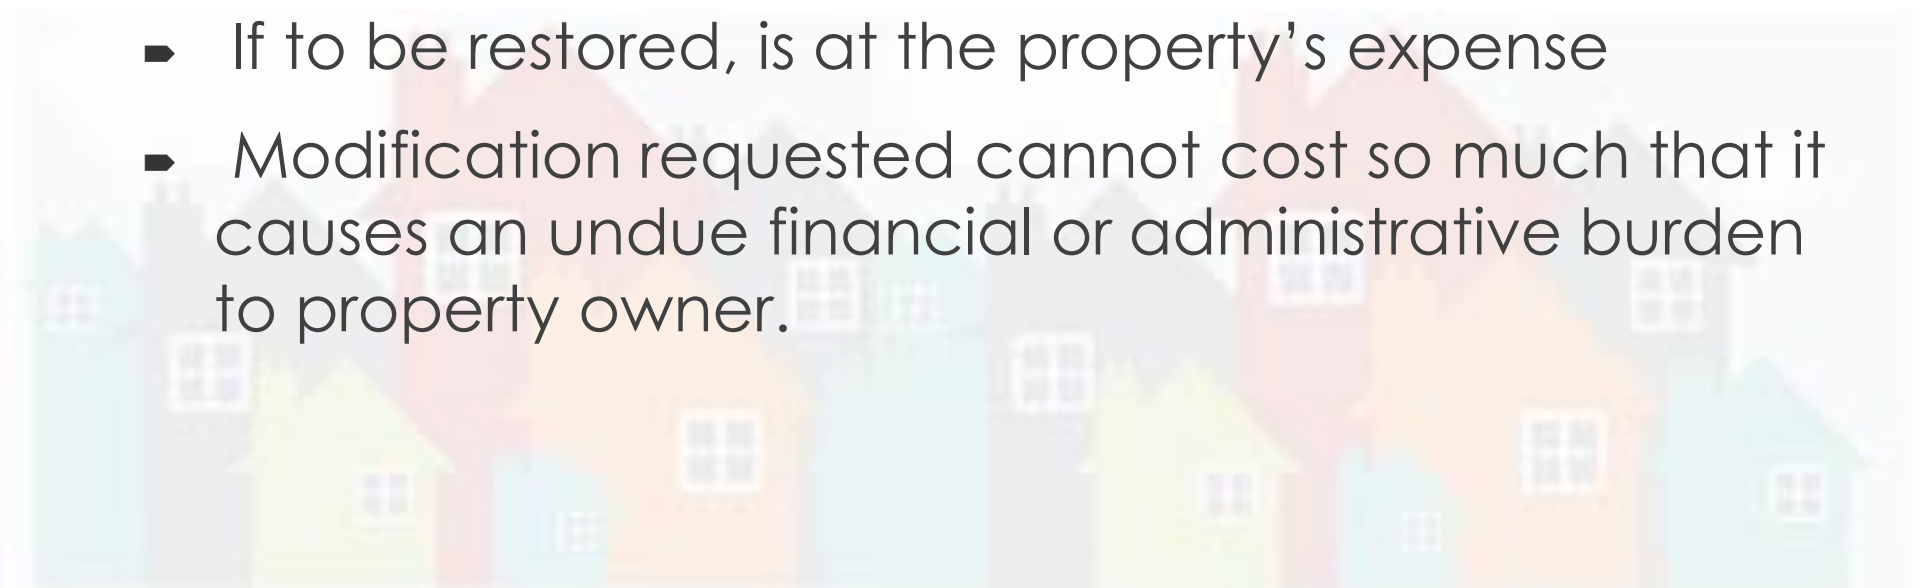 If to be restored, is at the property’s expense
Modification requested cannot cost so much that it
causes an undue financial or administrative burden
to property owner.